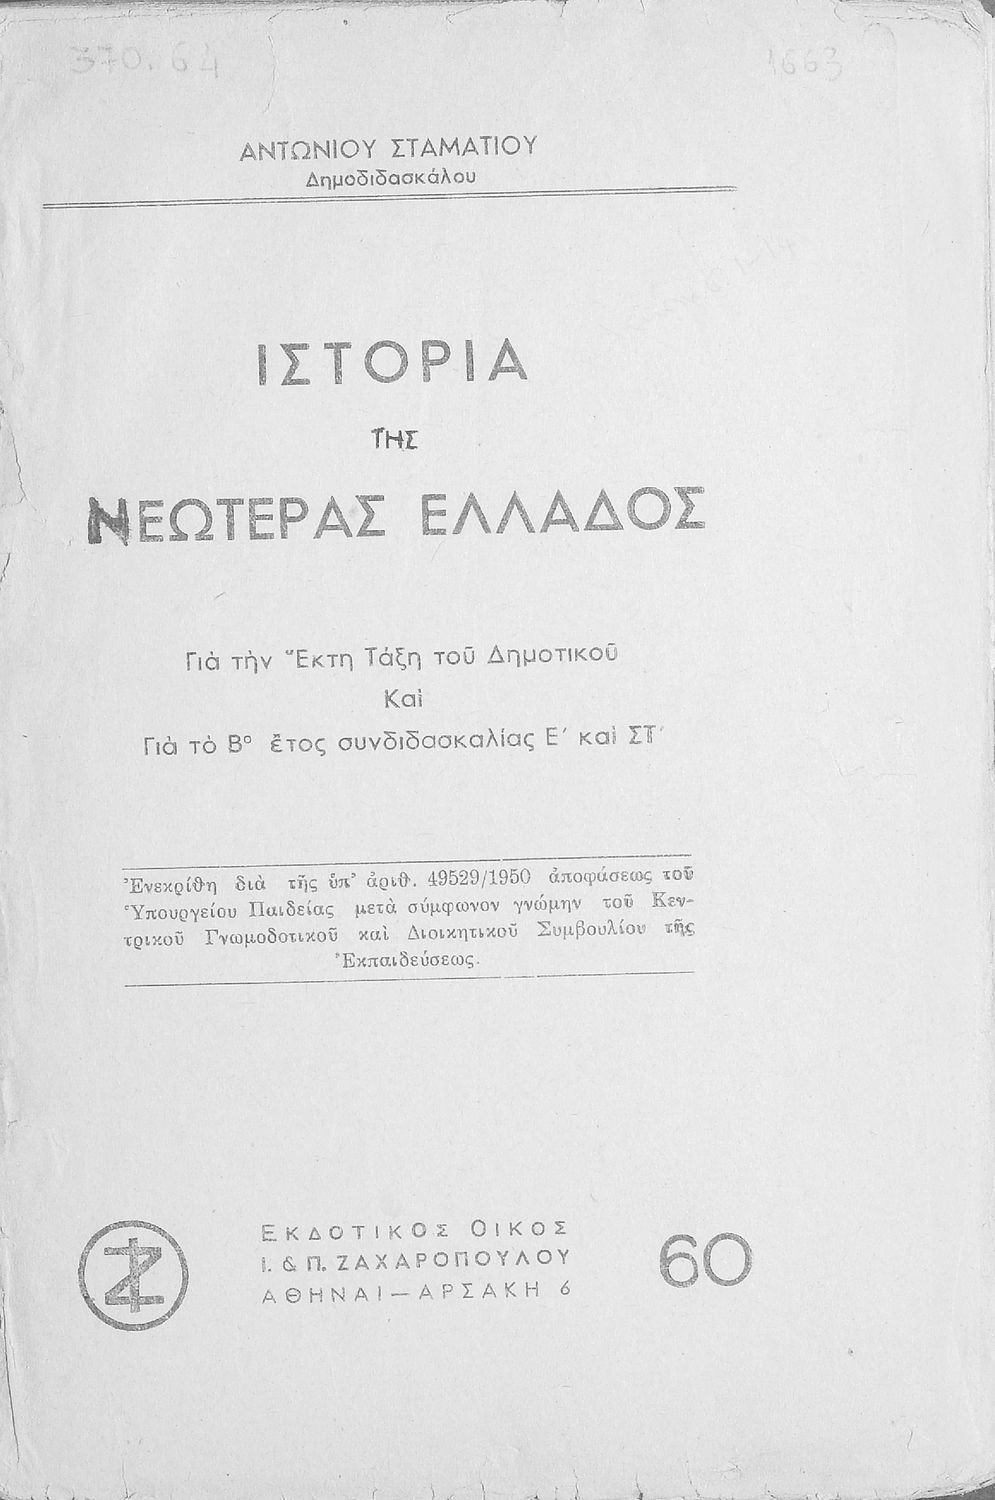 370.64 1663
ΑΝΤΩΝΙΟΥ ΣΤΑΜΑΤΙΟΥ
Δημοδιδασκάλου
ΙΣΤΟΡΙΑ
ΤΗΣ
ΝΕΩΤΕΡΑΣ ΕΛΛΑΔΟΣ
Γιὰ τὴν Ἕκτη Τάξη τοῦ Δημοτικοῦ
Καὶ
Γιὰ τὸ Βº ἔτος συνδιδασκαλίας Ε΄ καὶ ΣΤ΄
Ἐνεκρίθη διὰ τῆς ὑπ' ἀριθ. 49529/1950 ἀποφάσεως τοῦ
Ὑπουργείου Παιδείας μετὰ σύμφωνον γνώμην τοῦ Κεν-
τρικοῦ Γνωμοδοτικοῦ καὶ Διοικητικοῦ Συμβουλίου τῆς
Ἐκπαιδεύσεως.
ΕΚΔΟΤΙΚΟΣ ΟΙΚΟΣ
Ι. & Π. ΖΑΧΑΡΟΠΟΥΛΟΥ
ΑΘΗΝΑΙ—ΑΡΣΑΚΗ 6
60